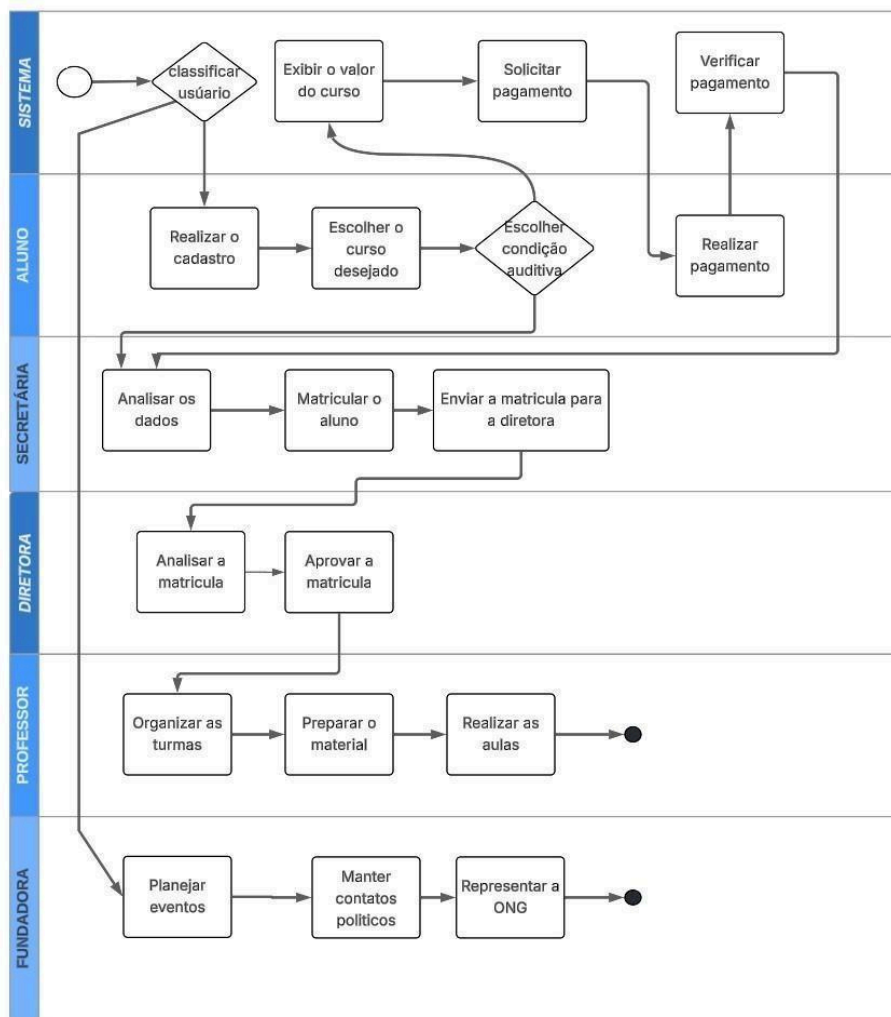 SISTEMA
classificar
usúario
Exibir o valor
do curso
Solicitar
pagamento
Verificar
pagamento
ALUNO
Realizar o
cadastro
Escolher o
curso
desejado
Escolher
condição
auditiva
Realizar
pagamento
SECRETÁRIA
Analisar os
dados
Matricular o
aluno
Enviar a matricula para
a diretora
DIRETORA
Analisar a
matricula
Aprovar a
matricula
PROFESSOR
Organizar as
turmas
Preparar o
material
Realizar as
aulas
FUNDADORA
Planejar
eventos
Manter
contatos
politicos
Representar a
ONG